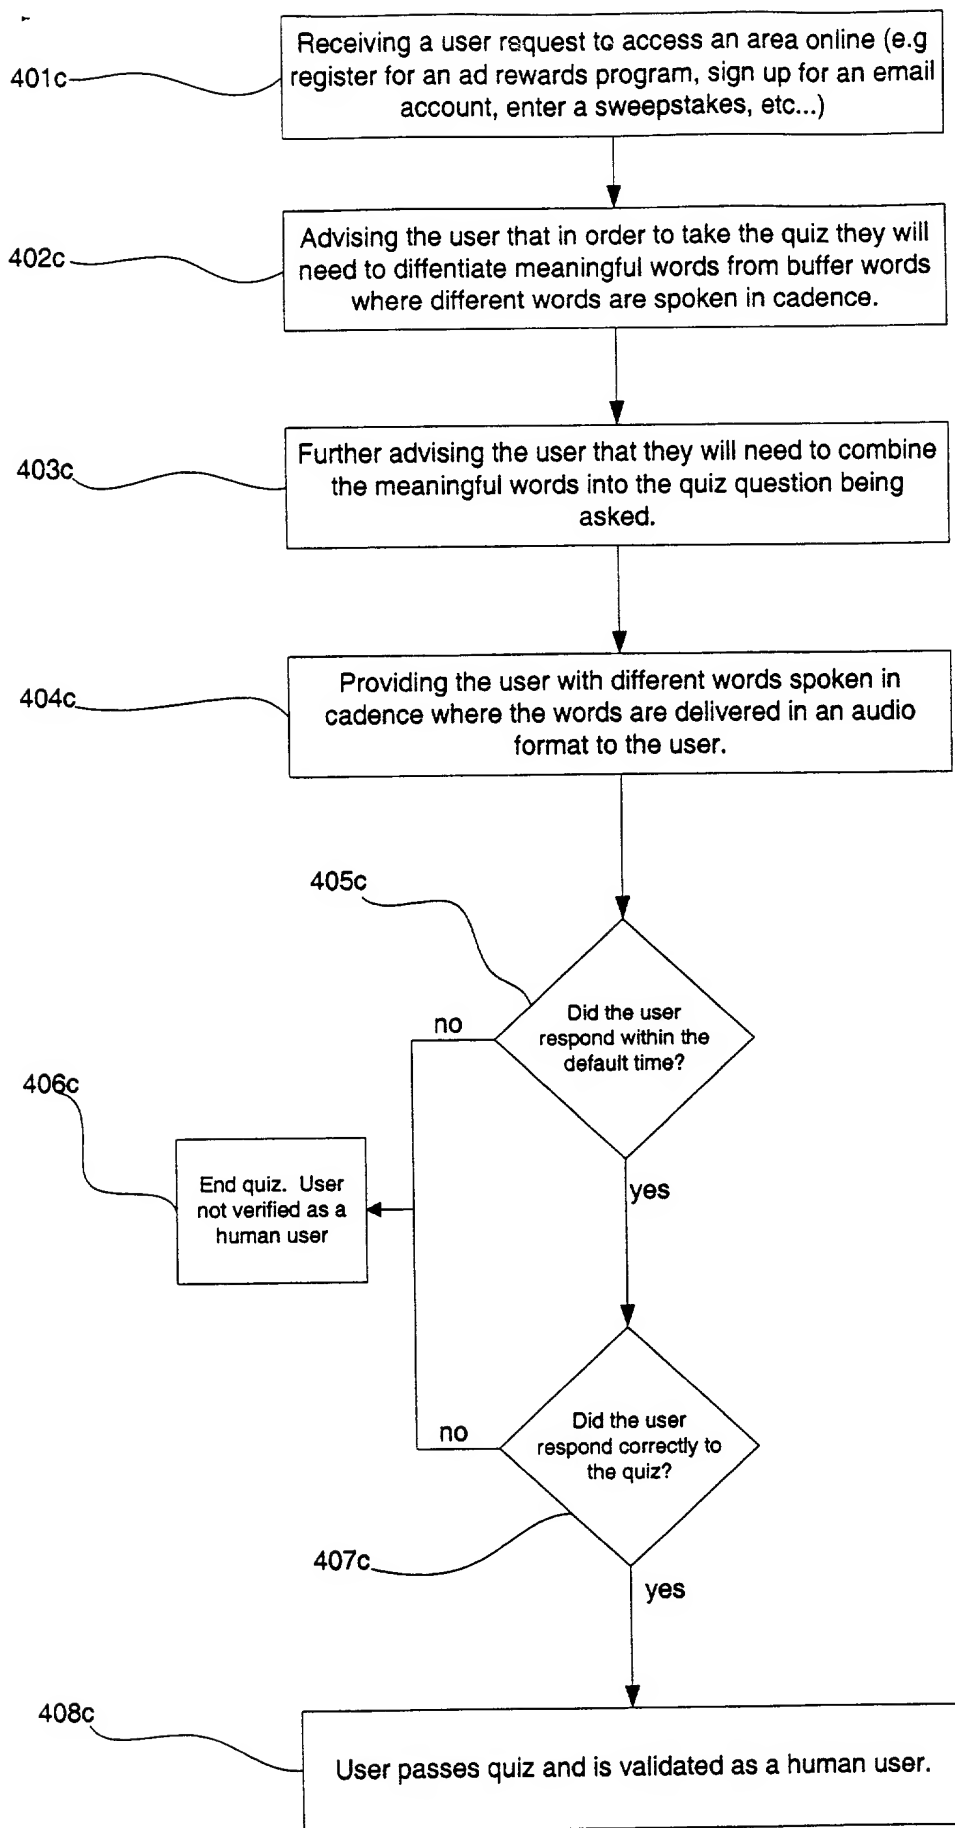 401c
Receiving a user request to access an area online (e.g
register for an ad rewards program, sign up for an email
account, enter a sweepstakes, etc...)
402c
Advising the user that in order to take the quiz they will
need to diffentiate meaningful words from buffer words
where different words are spoken in cadence.
403c
Further advising the user that they will need to combine
the meaningful words into the quiz question being
asked.
404c
Providing the user with different words spoken in
cadence where the words are delivered in an audio
format to the user.
405c
Did the user
respond within the
default time?
no
yes
406c
End quiz. User
not verified as a
human user
Did the user
respond correctly to
the quiz?
no
407c
yes
408c
User passes quiz and is validated as a human user.